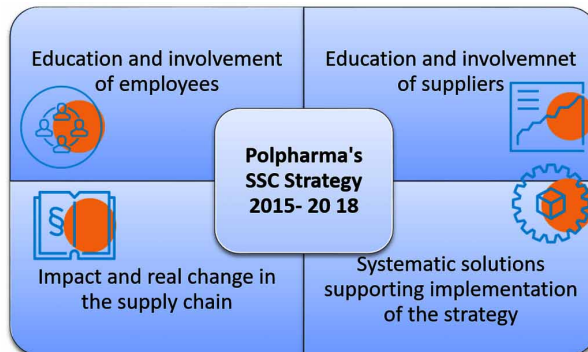 Education and involvement
of employees
Education and involvemnet
of suppliers
Polpharma's
SSC Strategy
2015- 20 18
§
Impact and real change in
the supply chain
Systematic solutions
supporting implementation
of the strategy